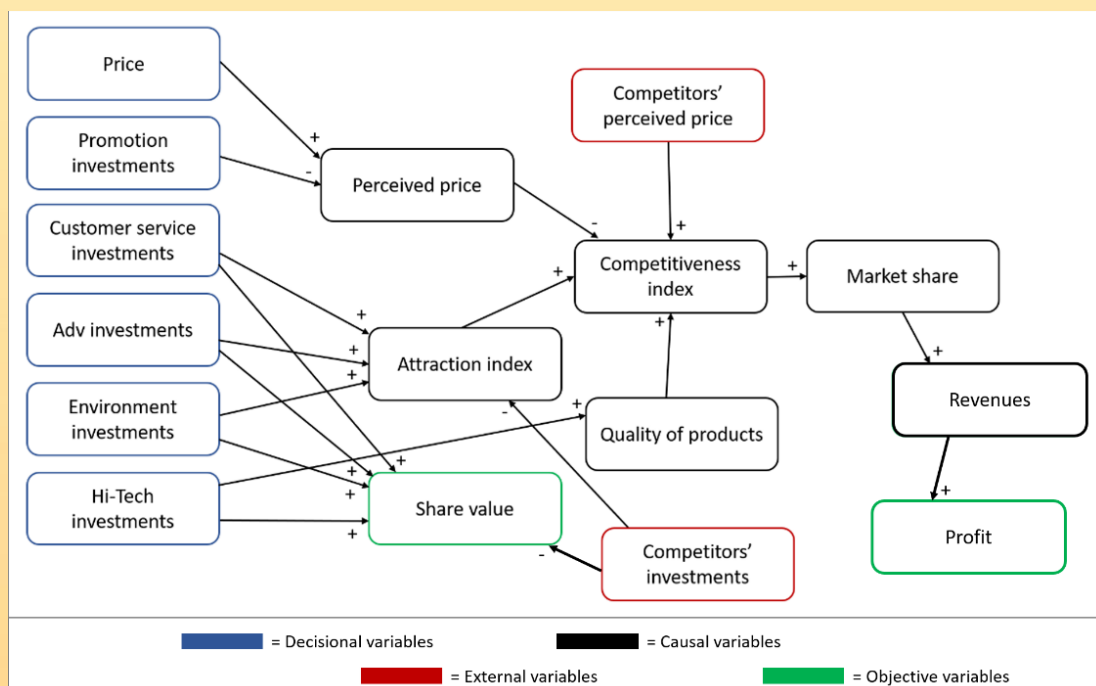 Price
Promotion
investments
Customer service
investments
Adv investments
Environment
investments
Hi-Tech
investments
+
-
Perceived price
Competitors'
perceived price
-
+
+
Competitiveness
index
+
Market share
+
+
+
Attraction index
-
+
+
Quality of products
+
Revenues
+
+
+
+
Share value
-
Competitors'
investments
+
Profit
= Decisional variables
= Causal variables
= External variables
= Objective variables